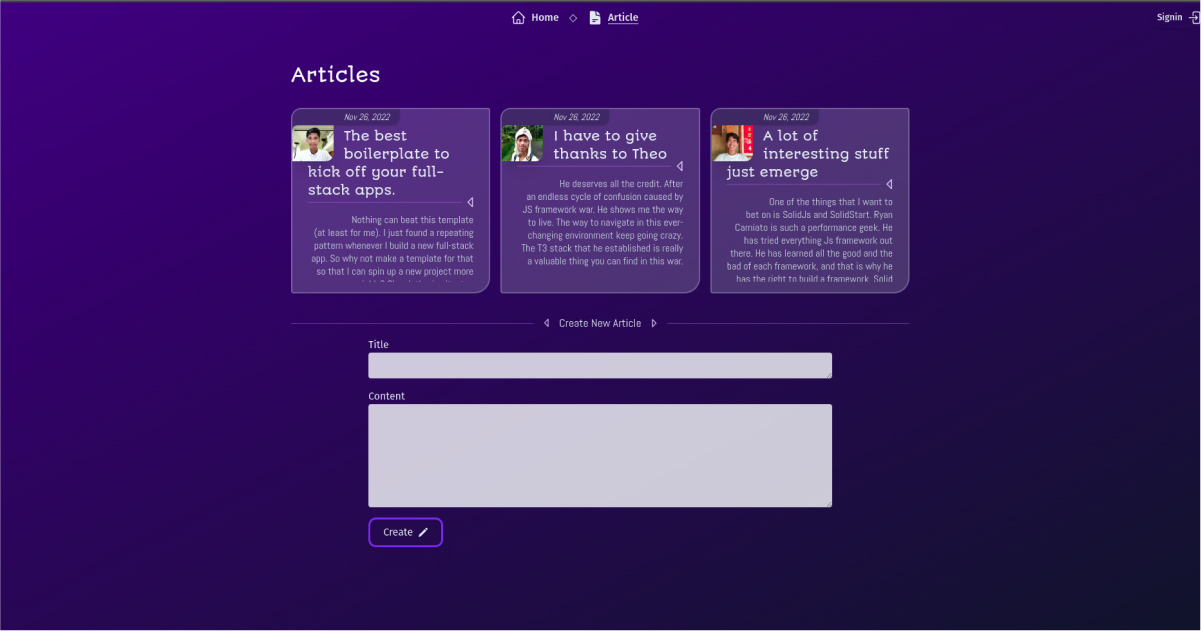 Home ◇ Article
Signin
Articles
Nov 26, 2022
The best
boilerplate to
kick off your full-
stack apps.
Nothing can beat this template
(at least for me). I just found a repeating
pattern whenever I build a new full-stack
app. So why not make a template for that
so that I can spin up a new project more
Nov 26, 2022
I have to give
thanks to Theo
He deserves all the credit. After
an endless cycle of confusion caused by
JS framework war. He shows me the way
to live. The way to navigate in this ever-
changing environment keep going crazy.
The T3 stack that he established is really
a valuable thing you can find in this war.
Nov 26, 2022
A lot of
interesting stuff
just emerge
One of the things that I want to
bet on is SolidJs and SolidStart. Ryan
Carniato is such a performance geek. He
has tried everything Js framework out
there. He has learned all the good and the
bad of each framework, and that is why he
has the right to build a framework. Solid
Create New Article
Title
Content
Create